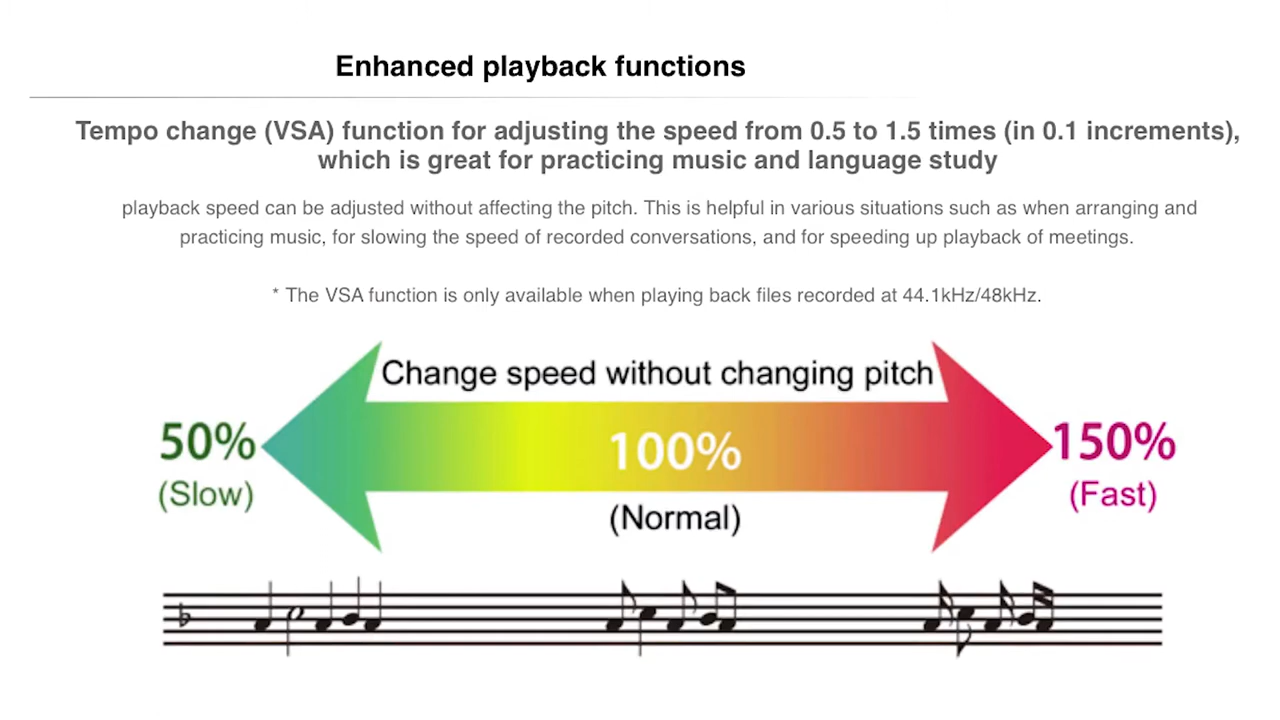 Enhanced playback functions
Tempo change (VSA) function for adjusting the speed from 0.5 to 1.5 times (in 0.1 increments),
which is great for practicing music and language study
playback speed can be adjusted without affecting the pitch. This is helpful in various situations such as when arranging and
practicing music, for slowing the speed of recorded conversations, and for speeding up playback of meetings.
* The VSA function is only available when playing back files recorded at 44.1kHz/48kHz.
Change speed without changing pitch
50%
100%
150%
(Slow)
(Normal)
(Fast)